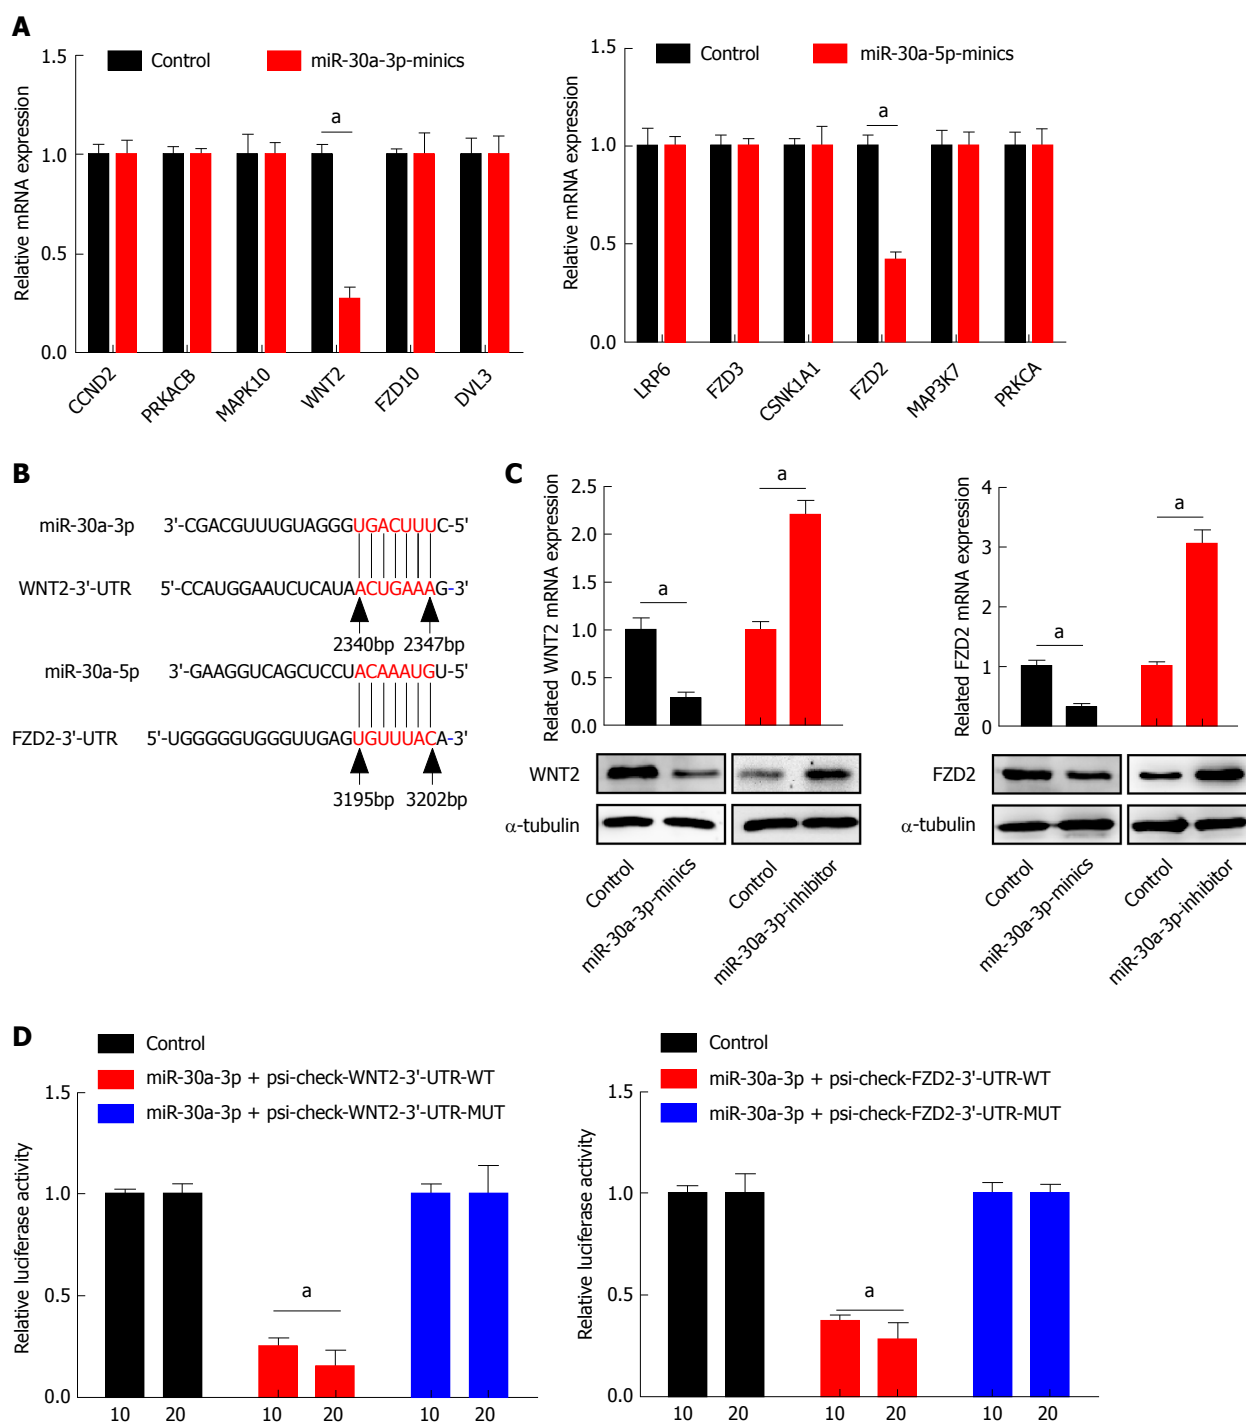 A
Control
miR-30a-3p-minics
Relative mRNA expression
1.5
1.0
0.5
0.0
a
CCND2
PRKACB
MAPK10
WNT2
FZD10
DVL3
Control
miR-30a-5p-minics
Relative mRNA expression
1.5
1.0
0.5
0.0
a
LRP6
FZD3
CSNK1A1
FZD2
MAP3K7
PRKCA
B
miR-30a-3p 3'-CGACGUUUGUAGGGUGACUUUC-5'
WNT2-3'-UTR 5'-CCAUGGAAUCUCAUAACUGAAAG-3'
2340bp 2347bp
miR-30a-5p 3'-GAAGGUCAGCUCCUACAAAUGU-5'
FZD2-3'-UTR 5'-UGGGGGUGGGUUGAGUGUUUACA-3'
3195bp 3202bp
C
Related WNT2 mRNA expression
2.5
2.0
1.5
1.0
0.5
0.0
a
a
WNT2
α-tubulin
Control
miR-30a-3p-minics
Control
miR-30a-3p-inhibitor
Related FZD2 mRNA expression
4
3
2
1
0
a
a
FZD2
α-tubulin
Control
miR-30a-3p-minics
Control
miR-30a-3p-inhibitor
D
Control
miR-30a-3p + psi-check-WNT2-3'-UTR-WT
miR-30a-3p + psi-check-WNT2-3'-UTR-MUT
Relative luciferase activity
1.5
1.0
0.5
0.0
a
10 20 10 20 10 20
Control
miR-30a-3p + psi-check-FZD2-3'-UTR-WT
miR-30a-3p + psi-check-FZD2-3'-UTR-MUT
Relative luciferase activity
1.5
1.0
0.5
0.0
a
10 20 10 20 10 20